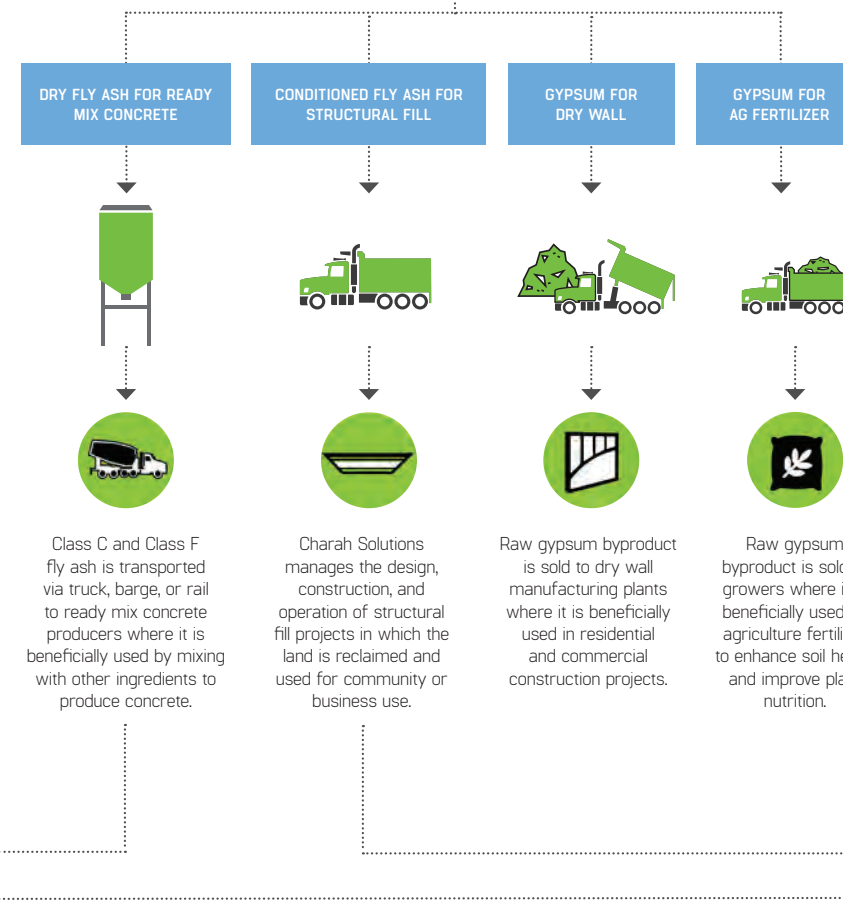 DRY FLY ASH FOR READY
MIX CONCRETE
CONDITIONED FLY ASH FOR
STRUCTURAL FILL
GYPSUM FOR
DRY WALL
GYPSUM FOR
AG FERTILIZER
Class C and Class F
fly ash is transported
via truck, barge, or rail
to ready mix concrete
producers where it is
beneficially used by mixing
with other ingredients to
produce concrete.
Charah Solutions
manages the design,
construction, and
operation of structural
fill projects in which the
land is reclaimed and
used for community or
business use.
Raw gypsum byproduct
is sold to dry wall
manufacturing plants
where it is beneficially
used in residential
and commercial
construction projects.
Raw gypsum
byproduct is
growers where
beneficially used
agriculture
to enhance soil
and improve
nutrition.